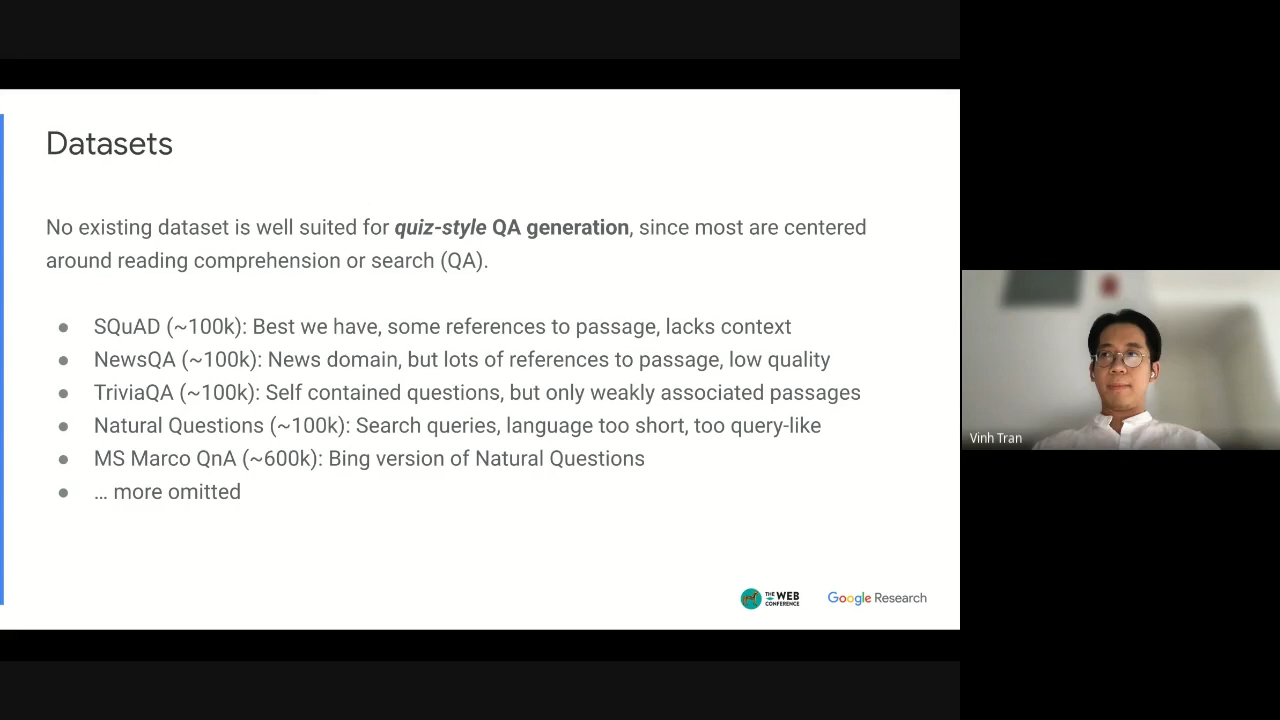 Datasets
No existing dataset is well suited for quiz-style QA generation, since most are centered
around reading comprehension or search (QA).
● SQuAD (~100k): Best we have, some references to passage, lacks context
● NewsQA (~100k): News domain, but lots of references to passage, low quality
● TriviaQA (~100k): Self contained questions, but only weakly associated passages
● Natural Questions (~100k): Search queries, language too short, too query-like
● MS Marco QnA (~600k): Bing version of Natural Questions
● … more omitted
THE WEB
CONFERENCE
Google Research
Vinh Tran